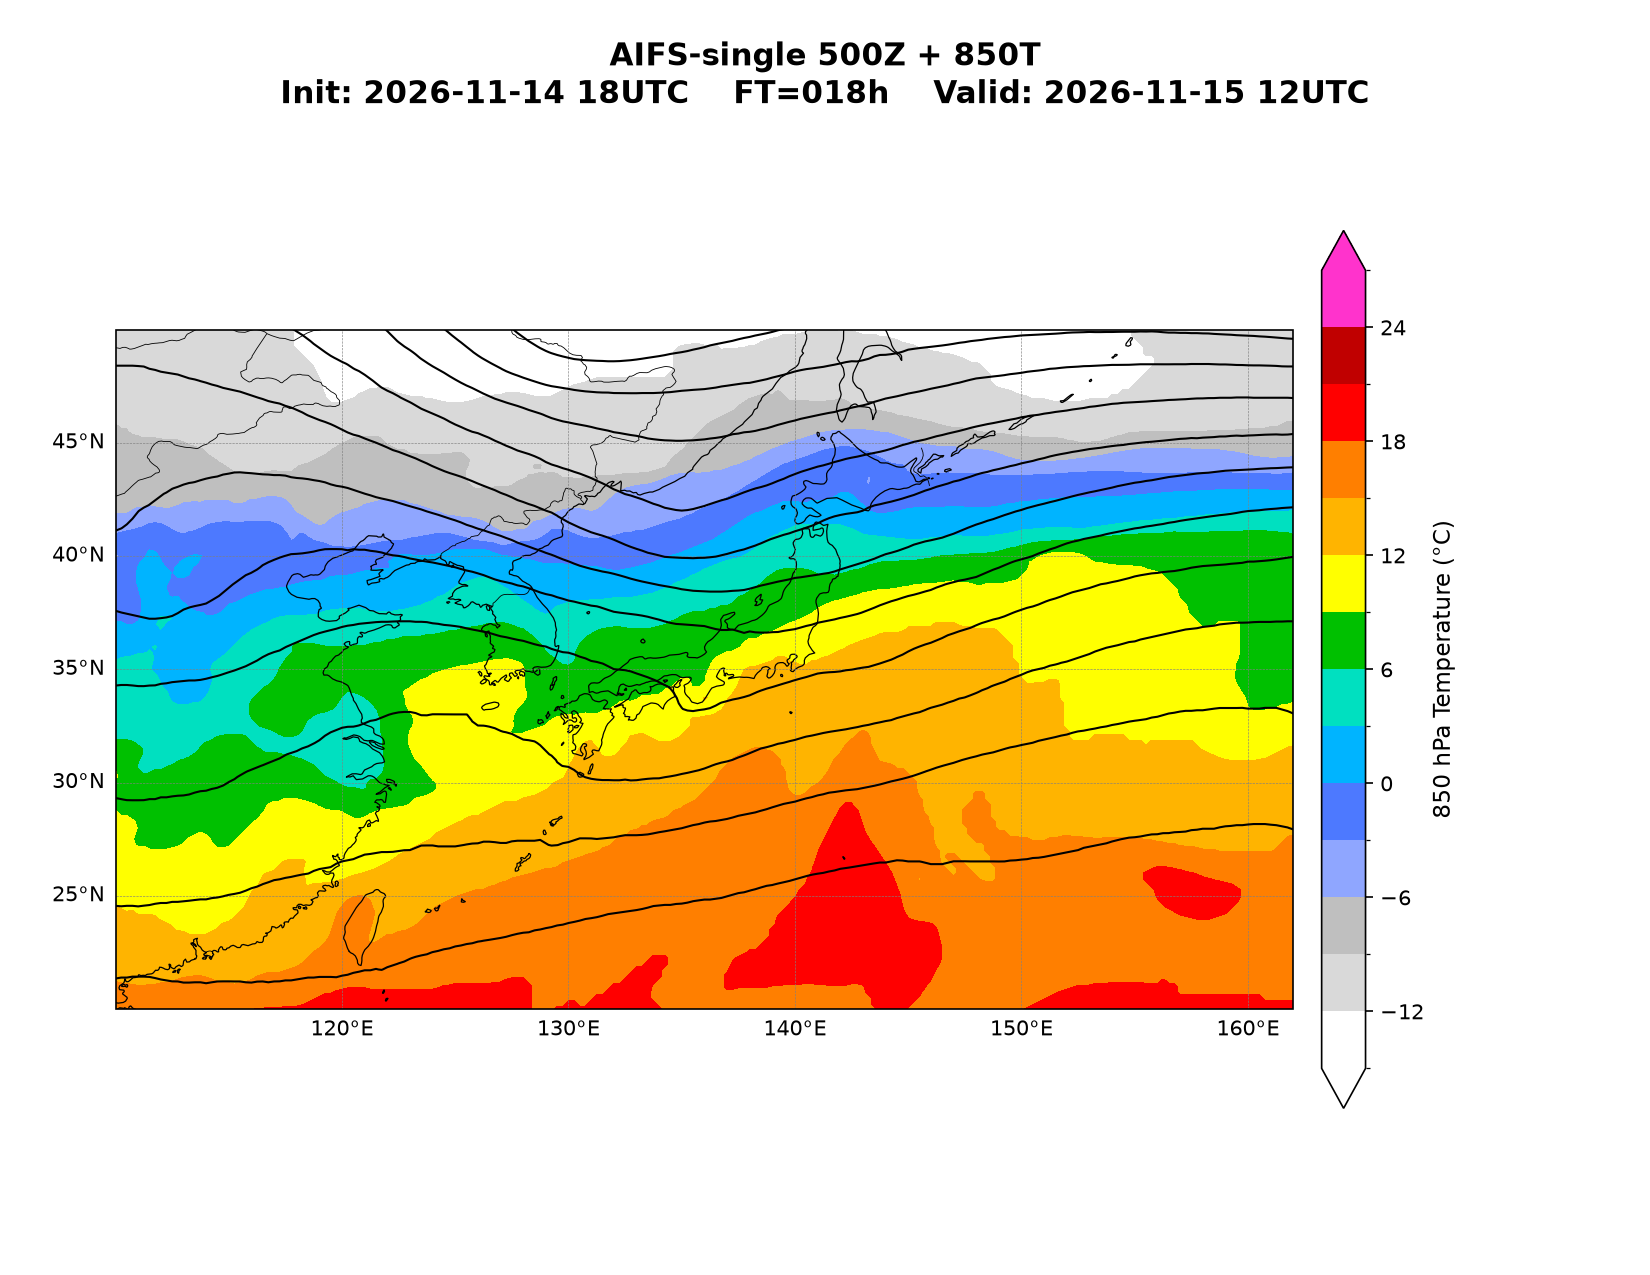 AIFS-single 500Z + 850T
Init: 2026-11-14 18UTC FT=018h Valid: 2026-11-15 12UTC
45°N
40°N
35°N
30°N
25°N
120°E
130°E
140°E
150°E
160°E
24
18
12
6
0
−6
−12
850 hPa Temperature (°C)